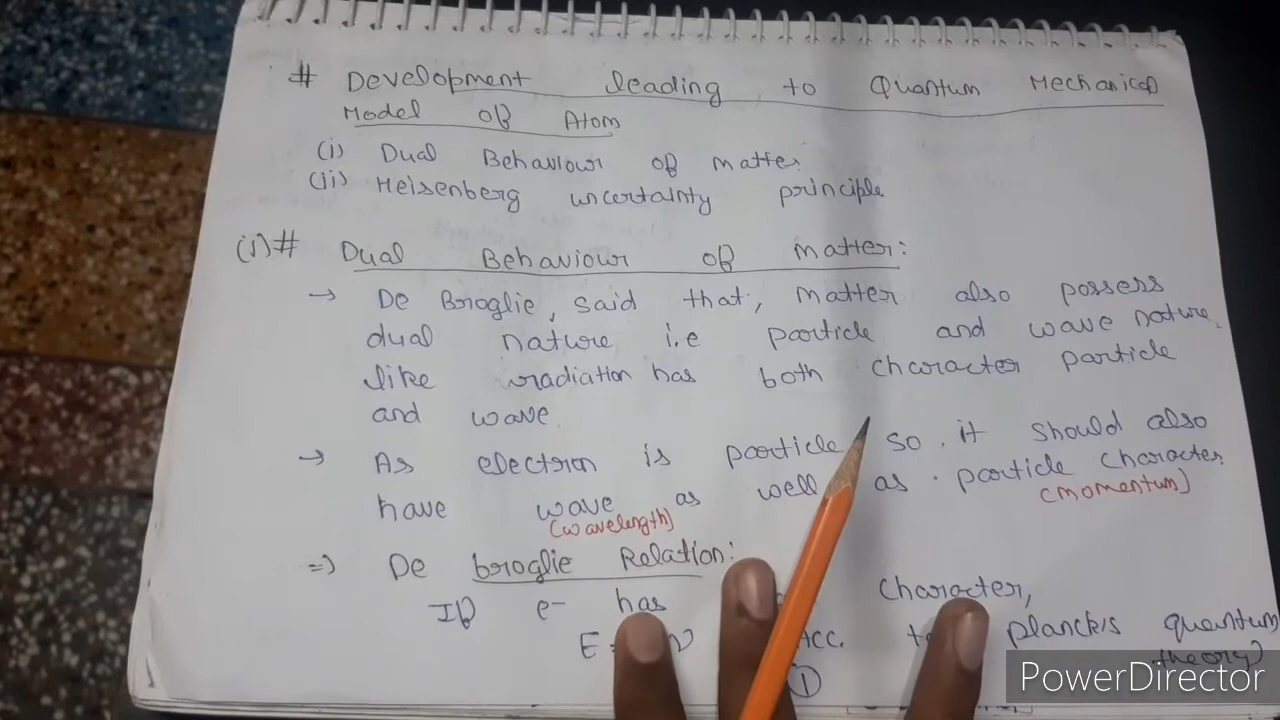 # Development leading to Quantum Mechanical
Model of Atom
(i) Dual Behaviour of matter
(ii) Heisenberg uncertainty principle
(i) # Dual Behaviour of matter:
→ De Broglie, said that, matter also possess
dual nature i.e particle and wave nature.
like radiation has both character particle
and wave.
→ As electron is particle so it should also
have wave as well as particle character
(wavelength) (momentum)
⇒ De broglie Relation:
If e- has character,
E = ν Acc. to planck's quantum
theory)
①
PowerDirector